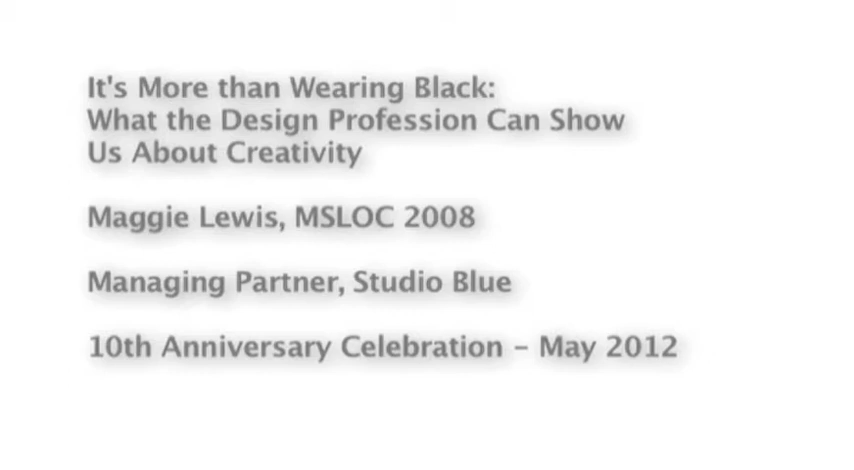 It's More than Wearing Black:
What the Design Profession Can Show
Us About Creativity
Maggie Lewis, MSLOC 2008
Managing Partner, Studio Blue
10th Anniversary Celebration – May 2012